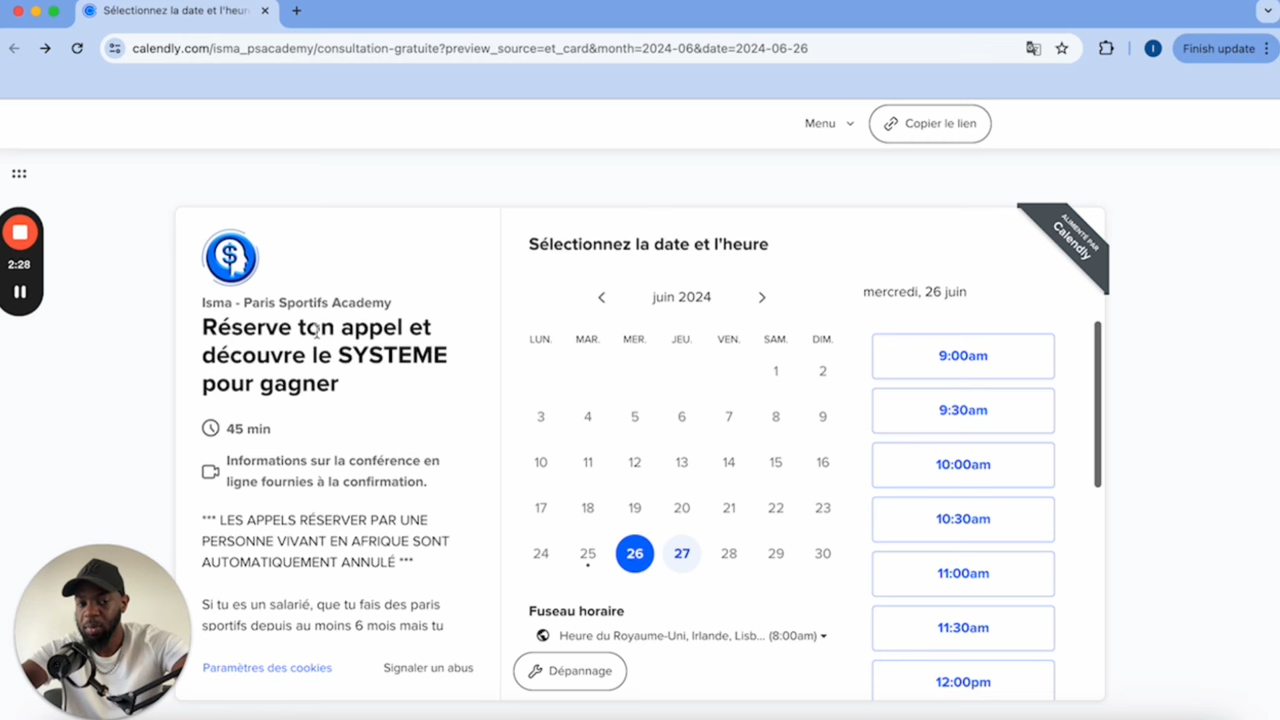 Sélectionnez la date et l'heur
calendly.com/isma_psacademy/consultation-gratuite?preview_source=et_card&month=2024-06&date=2024-06-26
I
Finish update
Menu
Copier le lien
2:28
ALIMENTÉ PAR
Calendly
Isma - Paris Sportifs Academy
Réserve ton appel et
découvre le SYSTEME
pour gagner
45 min
Informations sur la conférence en
ligne fournies à la confirmation.
*** LES APPELS RÉSERVER PAR UNE
PERSONNE VIVANT EN AFRIQUE SONT
AUTOMATIQUEMENT ANNULÉ ***
Si tu es un salarié, que tu fais des paris
sportifs depuis au moins 6 mois mais tu
Paramètres des cookies
Signaler un abus
Sélectionnez la date et l'heure
juin 2024
LUN. MAR. MER. JEU. VEN. SAM. DIM.
1 2
3 4 5 6 7 8 9
10 11 12 13 14 15 16
17 18 19 20 21 22 23
24 25 26 27 28 29 30
Fuseau horaire
Heure du Royaume-Uni, Irlande, Lisb... (8:00am)
Dépannage
mercredi, 26 juin
9:00am
9:30am
10:00am
10:30am
11:00am
11:30am
12:00pm